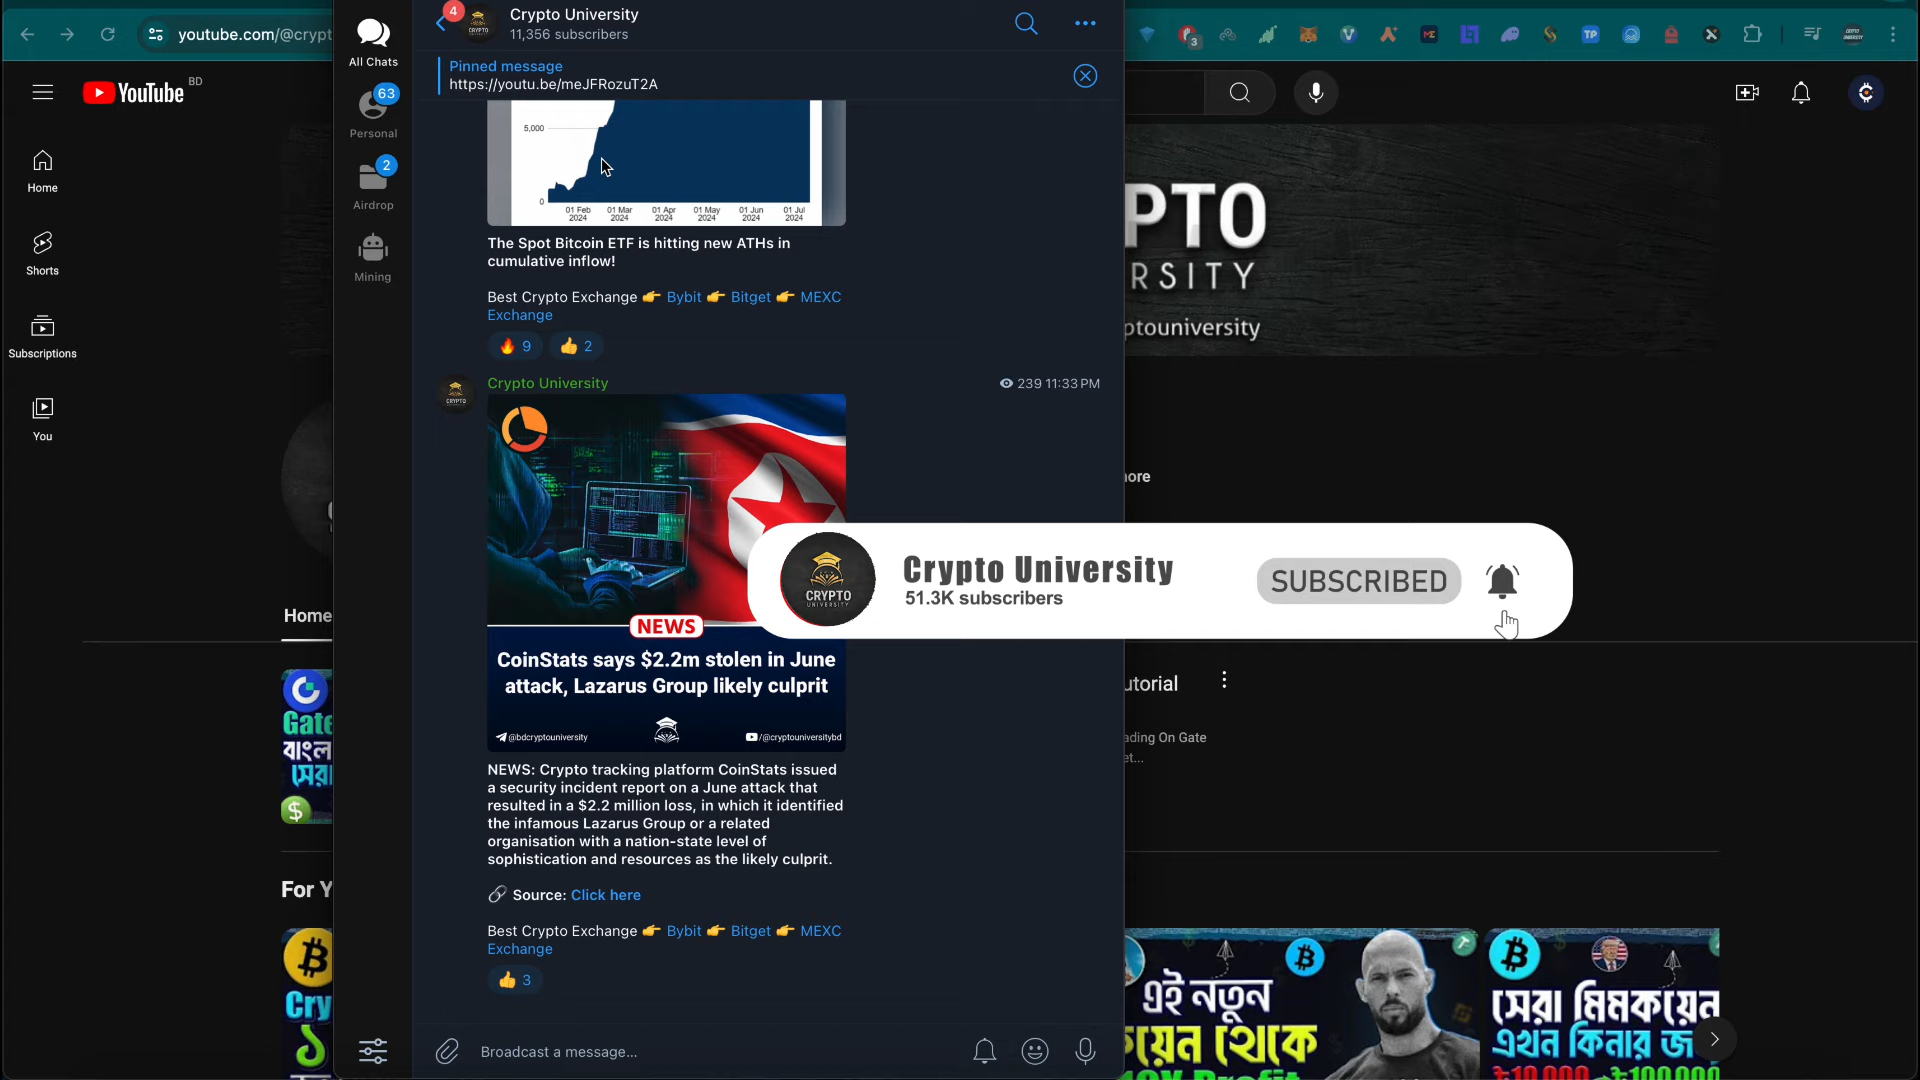 youtube.com/@crypt
YouTube BD
Home
Shorts
Subscriptions
You
All Chats
63
Personal
2
Airdrop
Mining
4
Crypto University
11,356 subscribers
Pinned message
https://youtu.be/meJFRozuT2A
5,000
0
01 Feb 2024
01 Mar 2024
01 Apr 2024
01 May 2024
01 Jun 2024
01 Jul 2024
The Spot Bitcoin ETF is hitting new ATHs in
cumulative inflow!
Best Crypto Exchange 👉 Bybit 👉 Bitget 👉 MEXC
Exchange
🔥 9 👍 2
Crypto University
239 11:33 PM
NEWS
CoinStats says $2.2m stolen in June
attack, Lazarus Group likely culprit
@bdcryptouniversity
/@cryptouniversitybd
NEWS: Crypto tracking platform CoinStats issued
a security incident report on a June attack that
resulted in a $2.2 million loss, in which it identified
the infamous Lazarus Group or a related
organisation with a nation-state level of
sophistication and resources as the likely culprit.
🔗 Source: Click here
Best Crypto Exchange 👉 Bybit 👉 Bitget 👉 MEXC
Exchange
👍 3
Broadcast a message...
3
TP
PTO
RSITY
ptouniversity
ore
CRYPTO
UNIVERSITY
Crypto University
51.3K subscribers
SUBSCRIBED
Home
utorial
ading On Gate
et...
Gate
For Y
Cry
এই নতুন
য়েন থেকে
Profit
সেরা মিমকয়েন
এখন কিনার জ
৳10,000
৳100,000